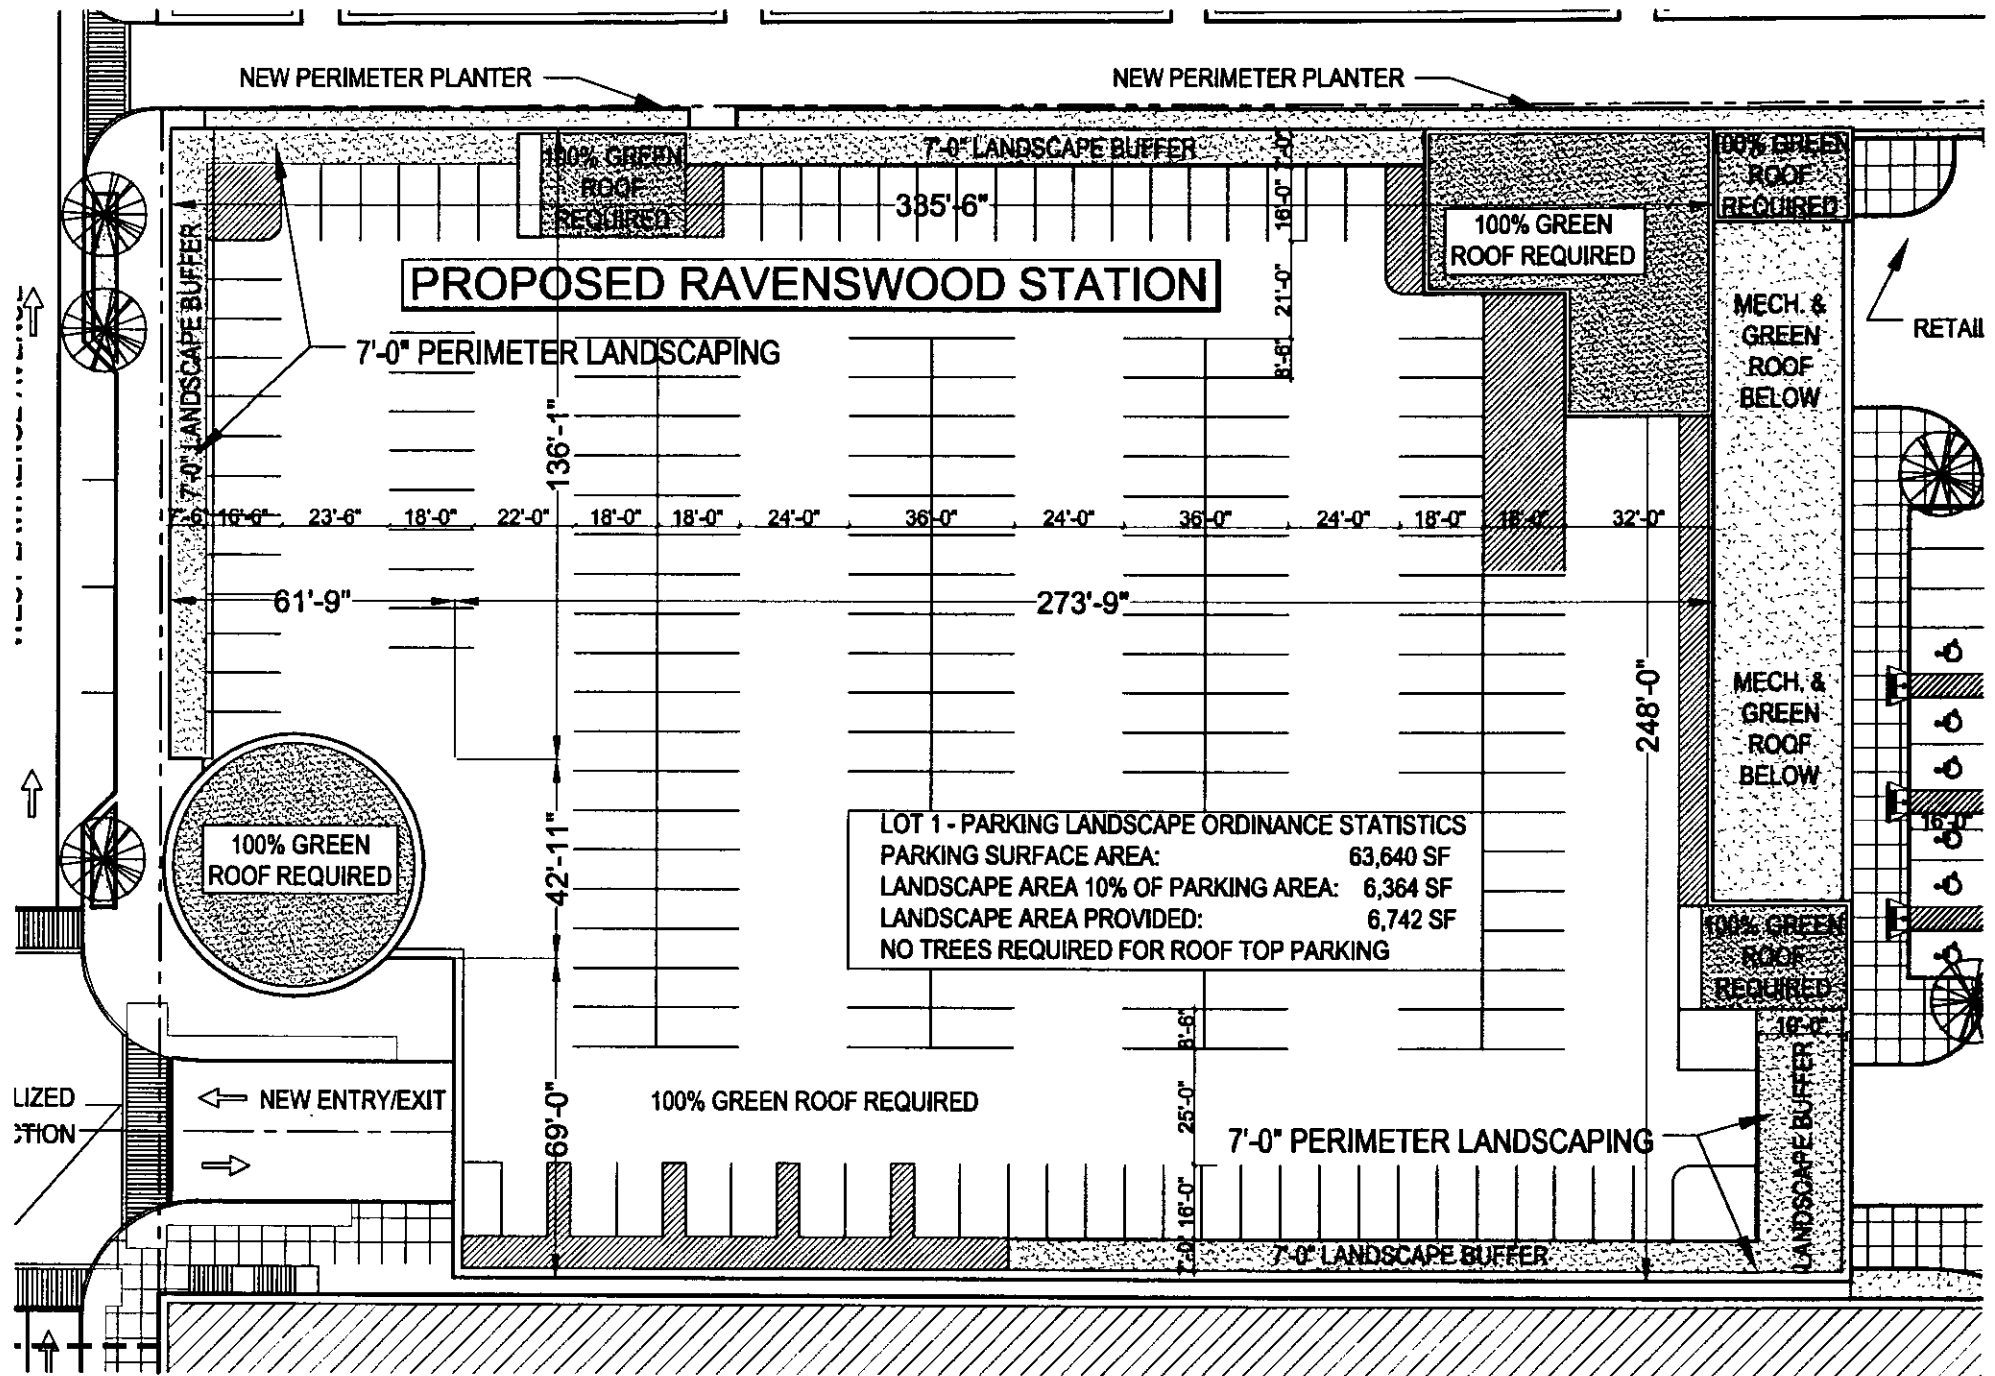 NEW PERIMETER PLANTER
NEW PERIMETER PLANTER
100% GREEN
ROOF
REQUIRED
7'-0" LANDSCAPE BUFFER
7'-0"
16'-0"
21'-0"
8'-6"
335'-6"
100% GREEN
ROOF REQUIRED
100% GREEN
ROOF
REQUIRED
PROPOSED RAVENSWOOD STATION
7'-0" LANDSCAPE BUFFER
7'-0" PERIMETER LANDSCAPING
136'-1"
MECH. &
GREEN
ROOF
BELOW
RETAIL
7'-6"
16'-6"
23'-6"
18'-0"
22'-0"
18'-0"
18'-0"
24'-0"
36'-0"
24'-0"
36'-0"
24'-0"
18'-0"
18'-0"
32'-0"
61'-9"
273'-9"
248'-0"
MECH. &
GREEN
ROOF
BELOW
100% GREEN
ROOF REQUIRED
42'-11"
LOT 1 - PARKING LANDSCAPE ORDINANCE STATISTICS
PARKING SURFACE AREA: 63,640 SF
LANDSCAPE AREA 10% OF PARKING AREA: 6,364 SF
LANDSCAPE AREA PROVIDED: 6,742 SF
NO TREES REQUIRED FOR ROOF TOP PARKING
16'-0"
100% GREEN
ROOF
REQUIRED
10'-0"
LANDSCAPE BUFFER
8'-6"
25'-0"
16'-0"
7'-0"
LIZED
CTION
NEW ENTRY/EXIT
69'-0"
100% GREEN ROOF REQUIRED
7'-0" PERIMETER LANDSCAPING
7'-0" LANDSCAPE BUFFER